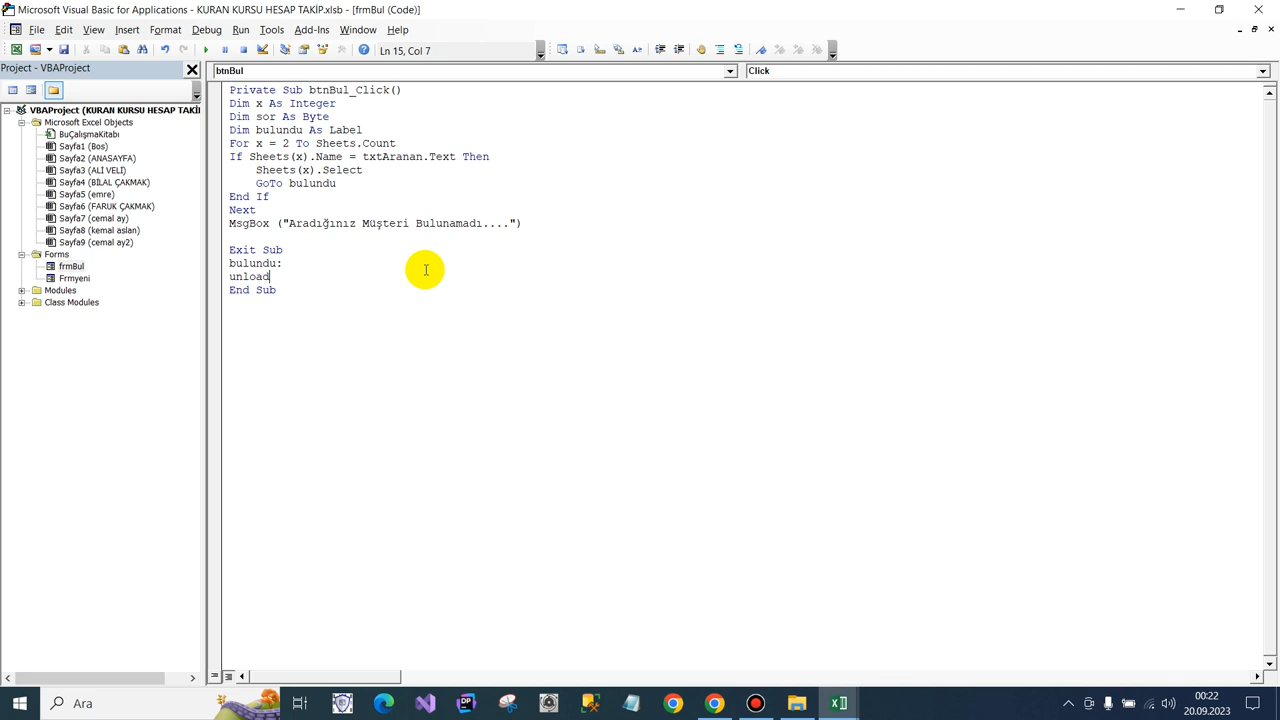 Microsoft Visual Basic for Applications - KURAN KURSU HESAP TAKİP.xlsb - [frmBul (Code)]
File Edit View Insert Format Debug Run Tools Add-Ins Window Help
Ln 15, Col 7
Project - VBAProject
btnBul
Click
VBAProject (KURAN KURSU HESAP TAKİ
Microsoft Excel Objects
BuÇalışmaKitabı
Sayfa1 (Bos)
Sayfa2 (ANASAYFA)
Sayfa3 (ALİ VELİ)
Sayfa4 (BİLAL ÇAKMAK)
Sayfa5 (emre)
Sayfa6 (FARUK ÇAKMAK)
Sayfa7 (cemal ay)
Sayfa8 (kemal aslan)
Sayfa9 (cemal ay2)
Forms
frmBul
Frmyeni
Modules
Class Modules
Private Sub btnBul_Click()
Dim x As Integer
Dim sor As Byte
Dim bulundu As Label
For x = 2 To Sheets.Count
If Sheets(x).Name = txtAranan.Text Then
Sheets(x).Select
GoTo bulundu
End If
Next
MsgBox ("Aradığınız Müşteri Bulunamadı....")
Exit Sub
bulundu:
unload
End Sub
Ara
DP
00:22
20.09.2023